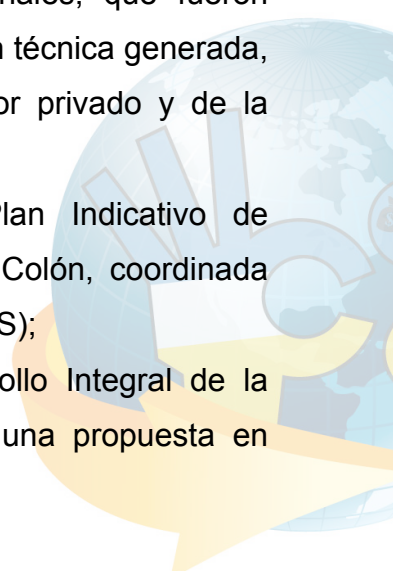 ales, que fueron
n técnica generada,
or privado y de la
Plan Indicativo de
Colón, coordinada
S);
ollo Integral de la
una propuesta en